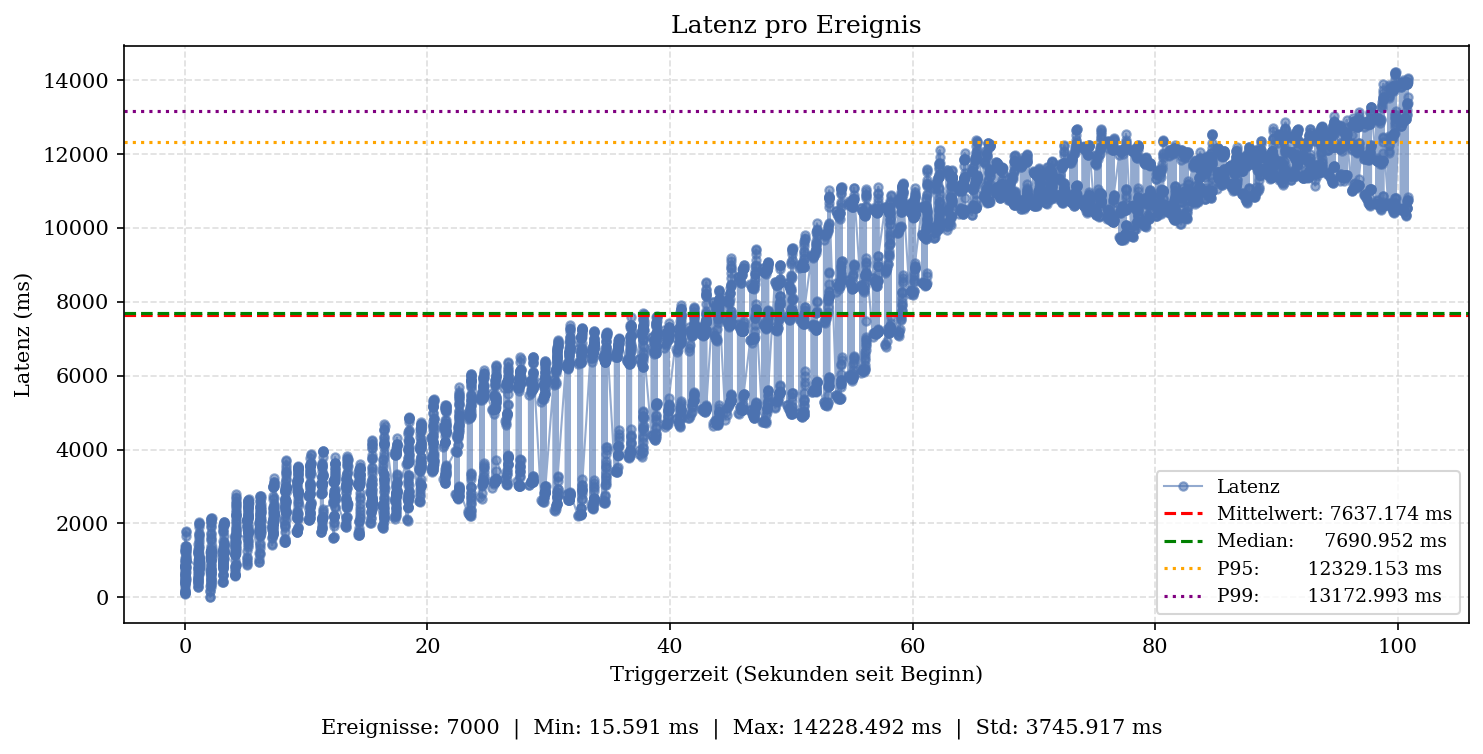 Latenz pro Ereignis
14000
12000
10000
8000
6000
4000
2000
0
Latenz (ms)
Latenz
Mittelwert: 7637.174 ms
Median: 7690.952 ms
P95: 12329.153 ms
P99: 13172.993 ms
0 20 40 60 80 100
Triggerzeit (Sekunden seit Beginn)
Ereignisse: 7000 | Min: 15.591 ms | Max: 14228.492 ms | Std: 3745.917 ms